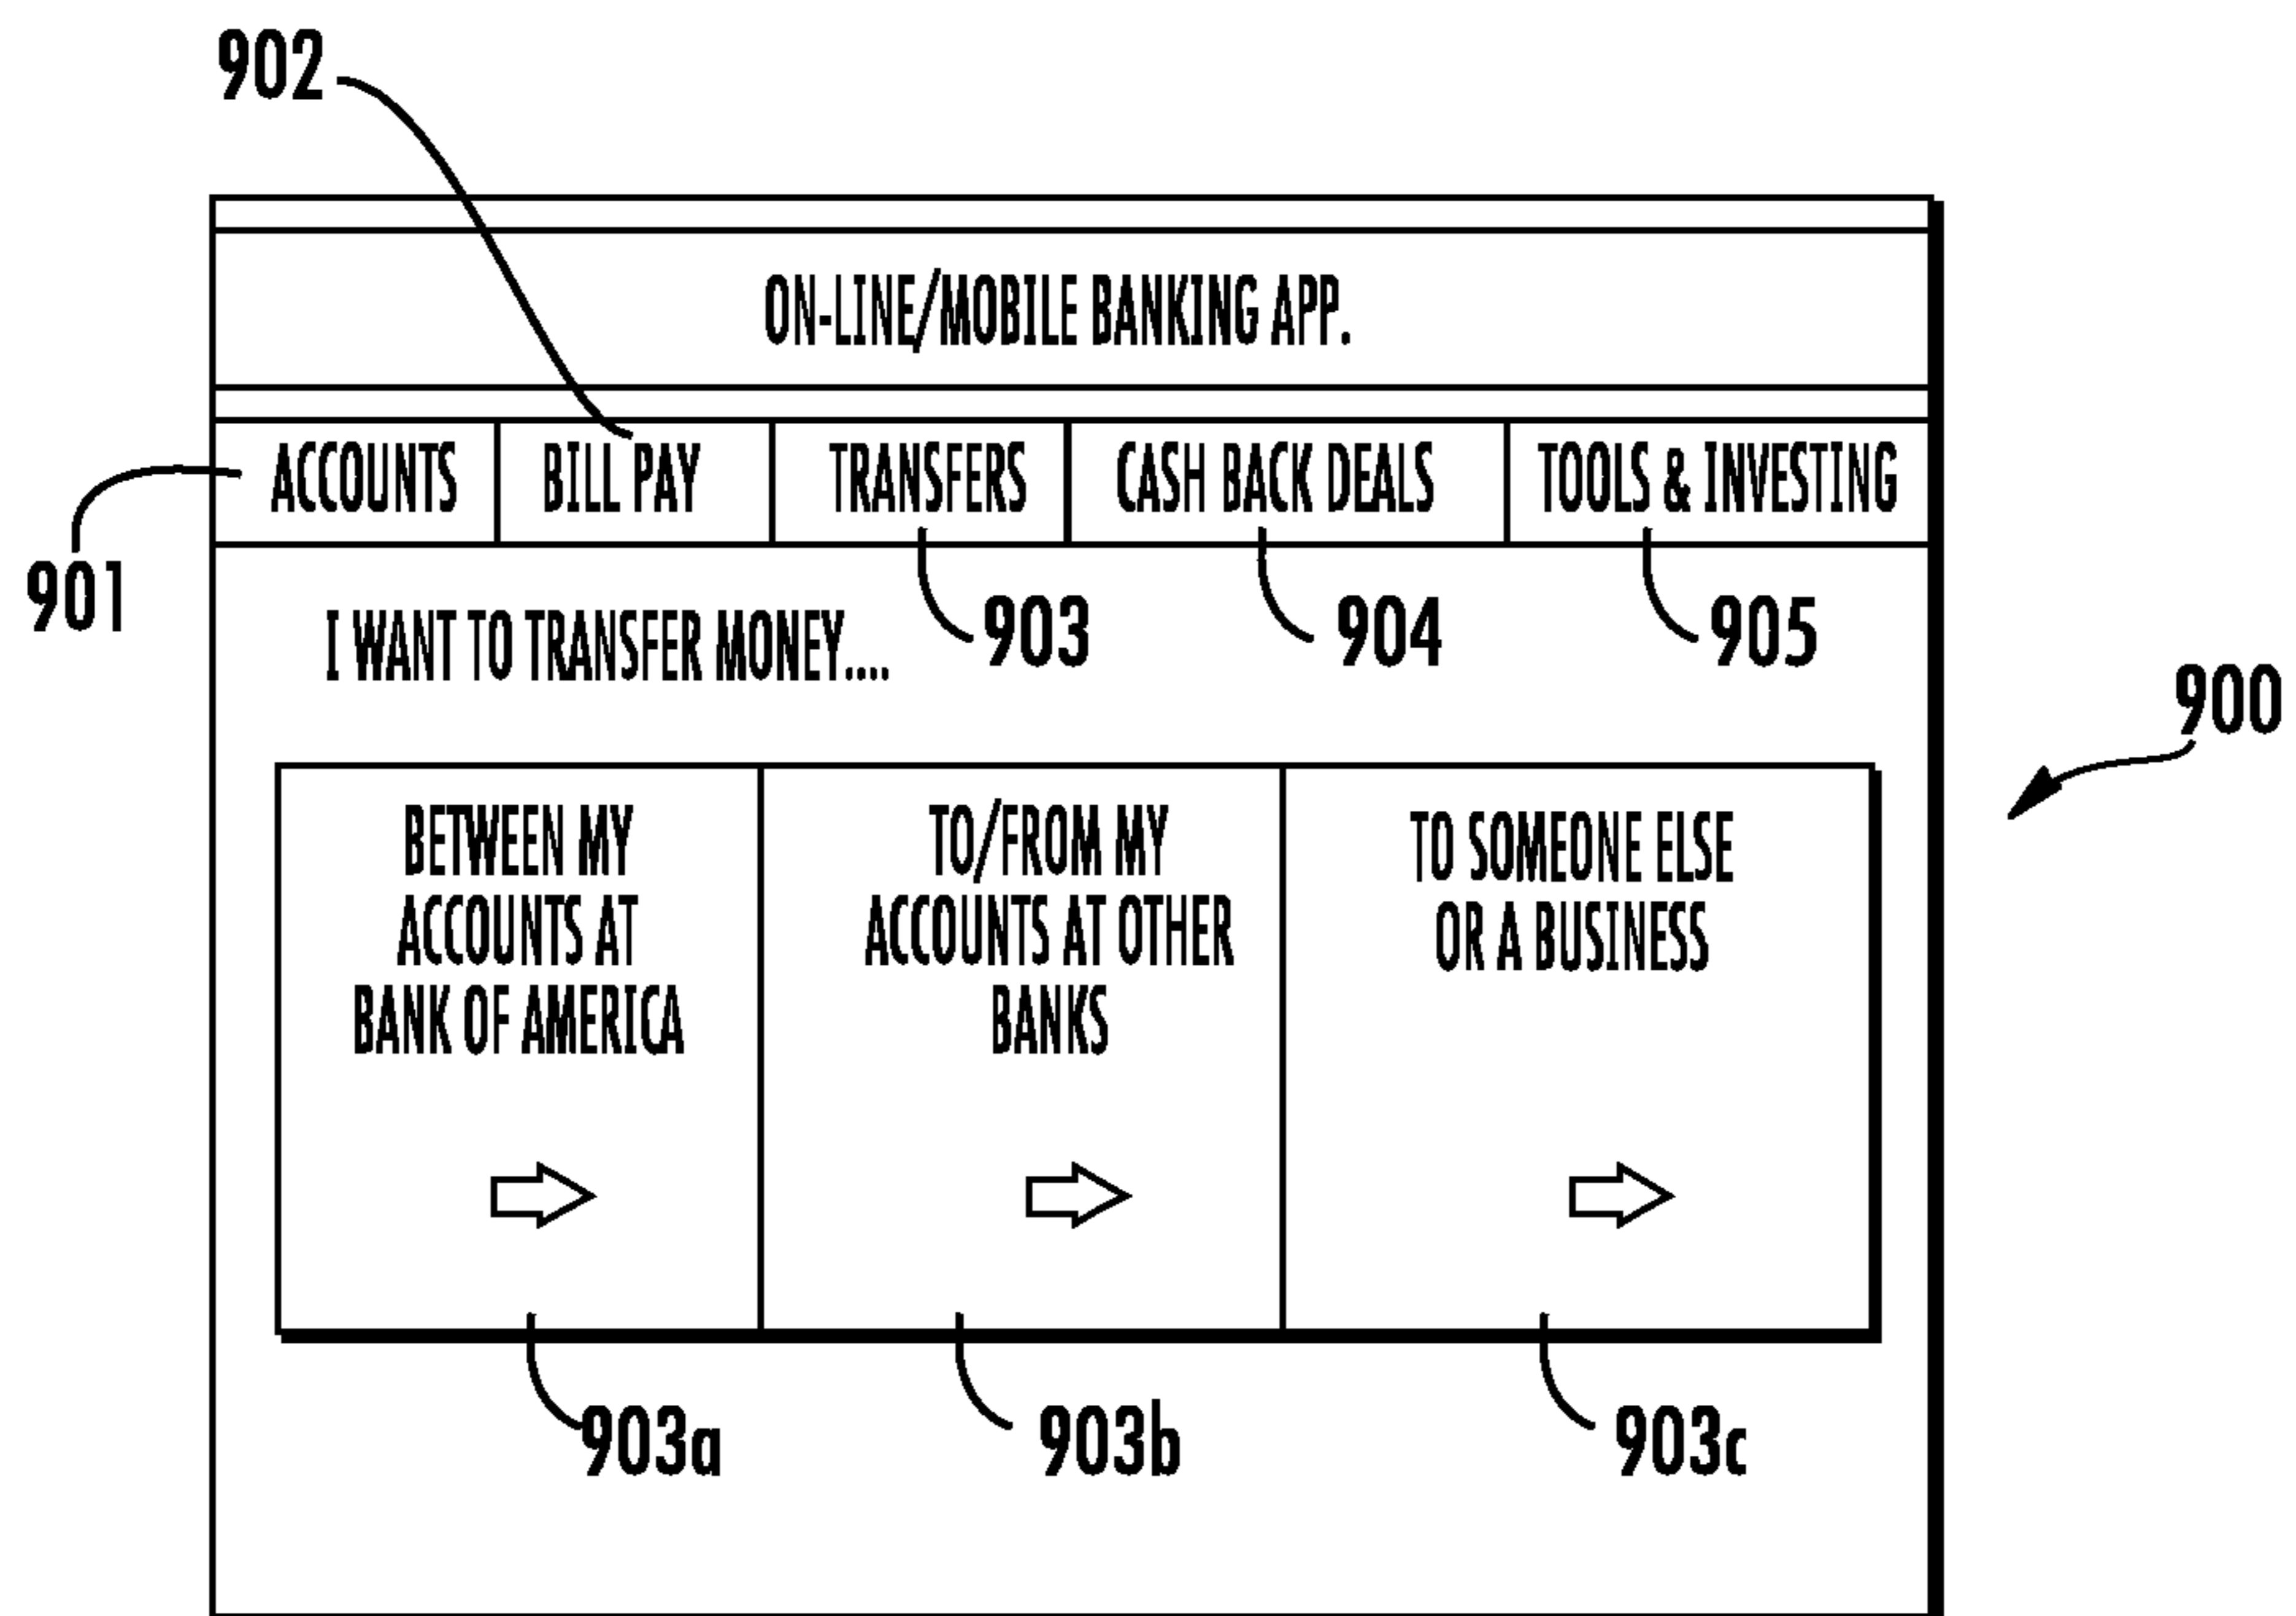 902
ON-LINE/MOBILE BANKING APP.
ACCOUNTS BILL PAY TRANSFERS CASH BACK DEALS TOOLS & INVESTING
901
903 904 905
I WANT TO TRANSFER MONEY....
900
BETWEEN MY
ACCOUNTS AT
BANK OF AMERICA
TO/FROM MY
ACCOUNTS AT OTHER
BANKS
TO SOMEONE ELSE
OR A BUSINESS
903a 903b 903c